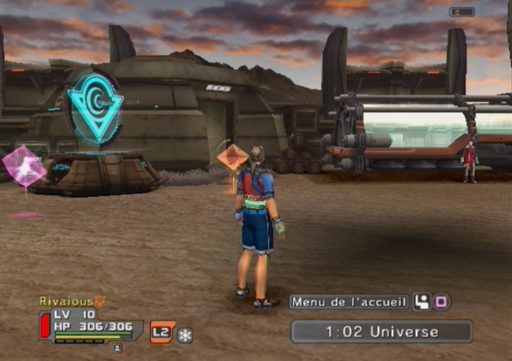 Rivaious
LV 10
HP 306/306
L2
Menu de l'accueil
1:02 Universe